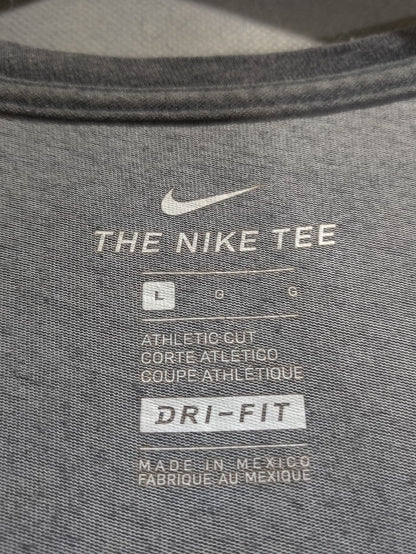 THE NIKE TEE
L G G
ATHLETIC CUT
CORTE ATLÉTICO
COUPE ATHLÉTIQUE
DRI-FIT
MADE IN MEXICO
FABRIQUÉ AU MEXIQUE